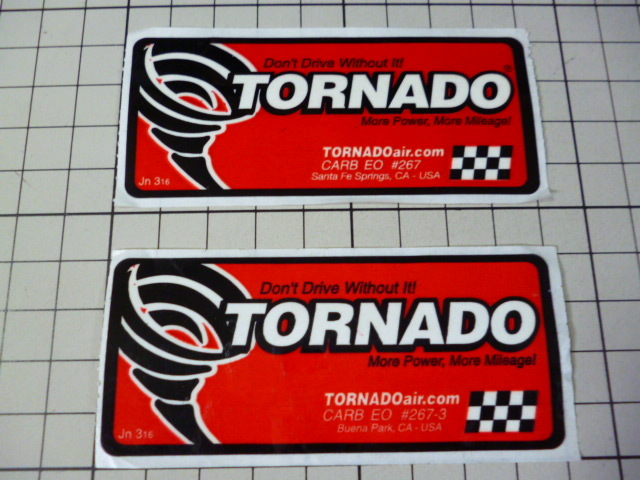 Don't Drive Without It!
TORNADO®
More Power, More Mileage!
TORNADOair.com
CARB EO #267
Santa Fe Springs, CA - USA
Jn 316
Don't Drive Without It!
TORNADO
More Power, More Mileage!
TORNADOair.com
CARB EO #267-3
Buena Park, CA - USA
Jn 316